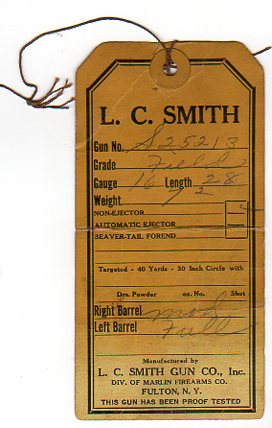 L. C. SMITH
Gun No. S25213
Grade Field
Gauge 16 Length 28
Weight
NON-EJECTOR
AUTOMATIC EJECTOR
BEAVER-TAIL FOREND
Targeted - 40 Yards - 30 Inch Circle with
Drs. Powder oz. No. Shot
Right Barrel Mod
Left Barrel Full
Manufactured by
L. C. SMITH GUN CO., Inc.
DIV. OF MARLIN FIREARMS CO.
FULTON, N. Y.
THIS GUN HAS BEEN PROOF TESTED